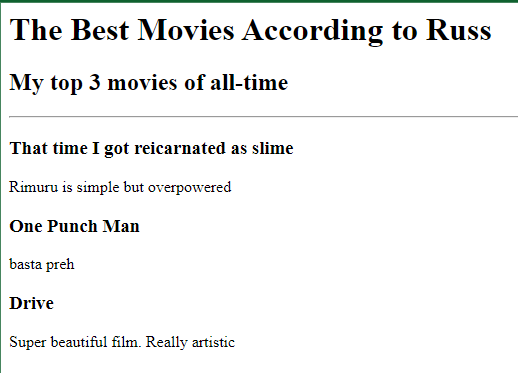 The Best Movies According to Russ
My top 3 movies of all-time
That time I got reicarnated as slime
Rimuru is simple but overpowered
One Punch Man
basta preh
Drive
Super beautiful film. Really artistic